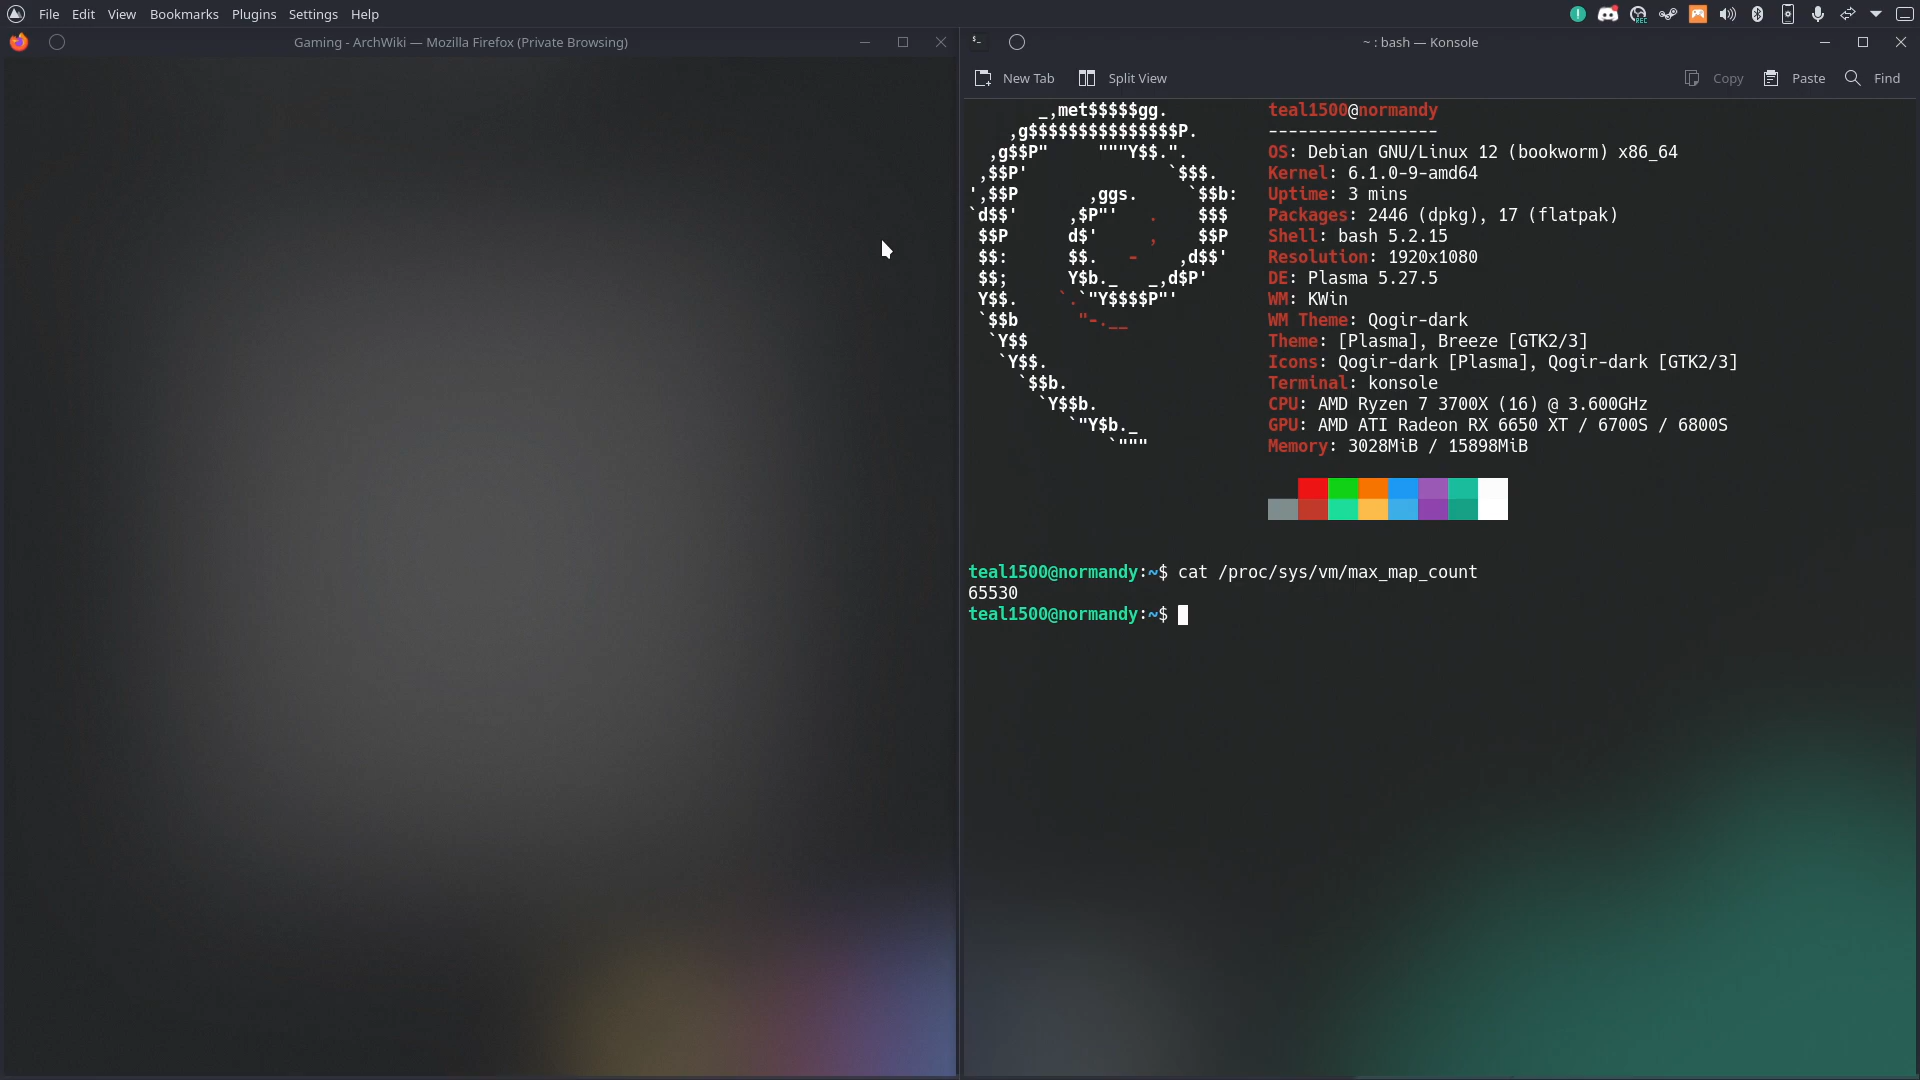 File Edit View Bookmarks Plugins Settings Help
Gaming - ArchWiki — Mozilla Firefox (Private Browsing)
~ : bash — Konsole
New Tab Split View Copy Paste Find
_,met$$$$$gg. teal1500@normandy
,g$$$$$$$$$$$$$$$P. -----------------
,g$$P" """Y$$.". OS: Debian GNU/Linux 12 (bookworm) x86_64
,$$P' `$$$. Kernel: 6.1.0-9-amd64
',$$P ,ggs. `$$b: Uptime: 3 mins
`d$$' ,$P"' . $$$ Packages: 2446 (dpkg), 17 (flatpak)
$$P d$' , $$P Shell: bash 5.2.15
$$: $$. - ,d$$' Resolution: 1920x1080
$$; Y$b._ _,d$P' DE: Plasma 5.27.5
Y$$. `.`"Y$$$$P"' WM: KWin
`$$b "-.__ WM Theme: Qogir-dark
`Y$$ Theme: [Plasma], Breeze [GTK2/3]
`Y$$. Icons: Qogir-dark [Plasma], Qogir-dark [GTK2/3]
`$$b. Terminal: konsole
`Y$$b. CPU: AMD Ryzen 7 3700X (16) @ 3.600GHz
`"Y$b._ GPU: AMD ATI Radeon RX 6650 XT / 6700S / 6800S
`""" Memory: 3028MiB / 15898MiB
teal1500@normandy:~$ cat /proc/sys/vm/max_map_count
65530
teal1500@normandy:~$